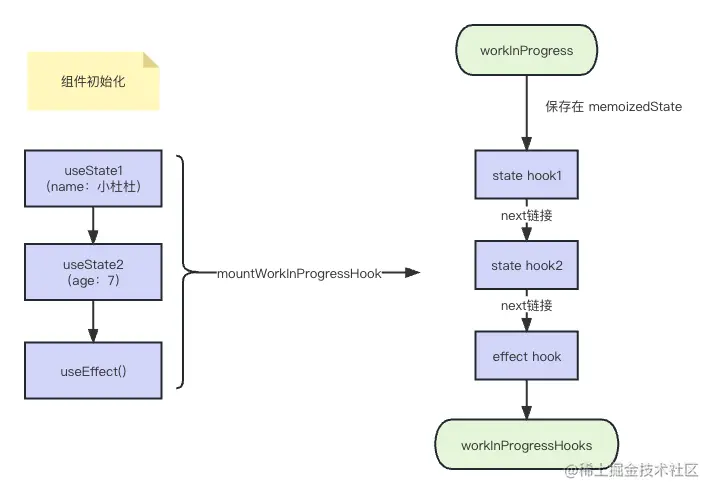 组件初始化
useState1
(name：小杜杜)
useState2
(age：7)
useEffect()
mountWorkInProgressHook
workInProgress
保存在 memoizedState
state hook1
next链接
state hook2
next链接
effect hook
workInProgressHooks
@稀土掘金技术社区